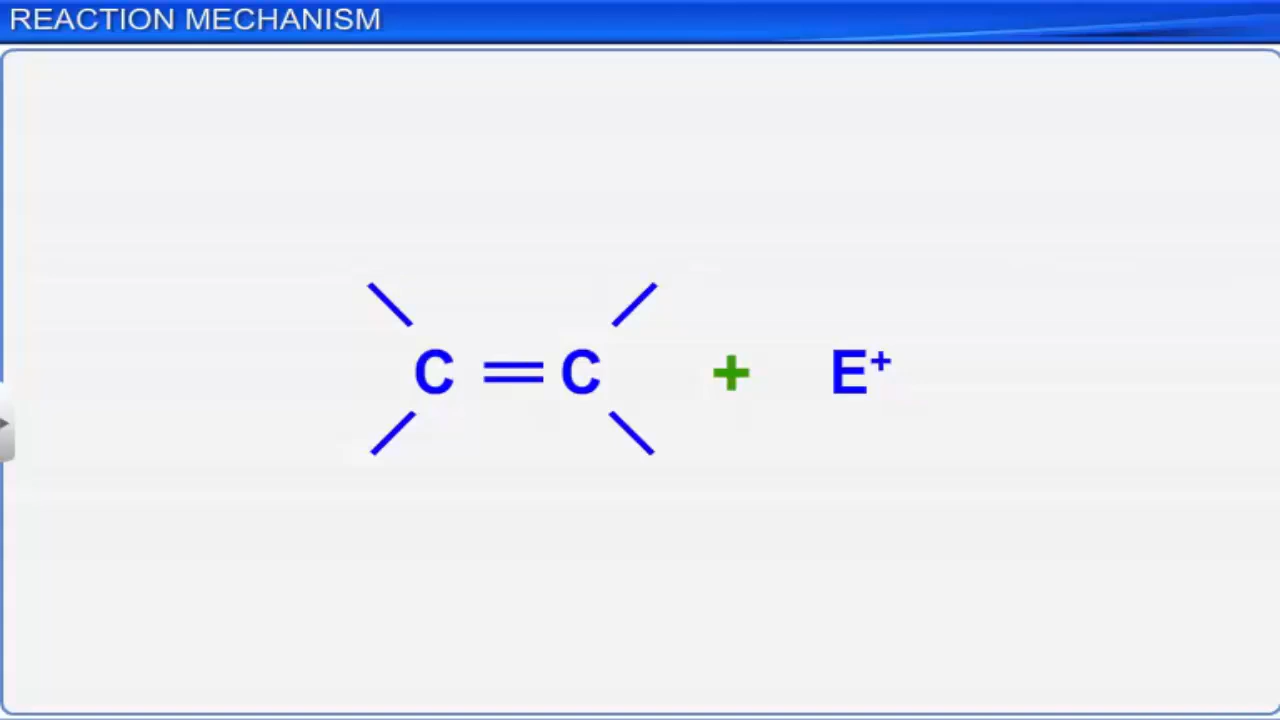 REACTION MECHANISM
C = C + E⁺